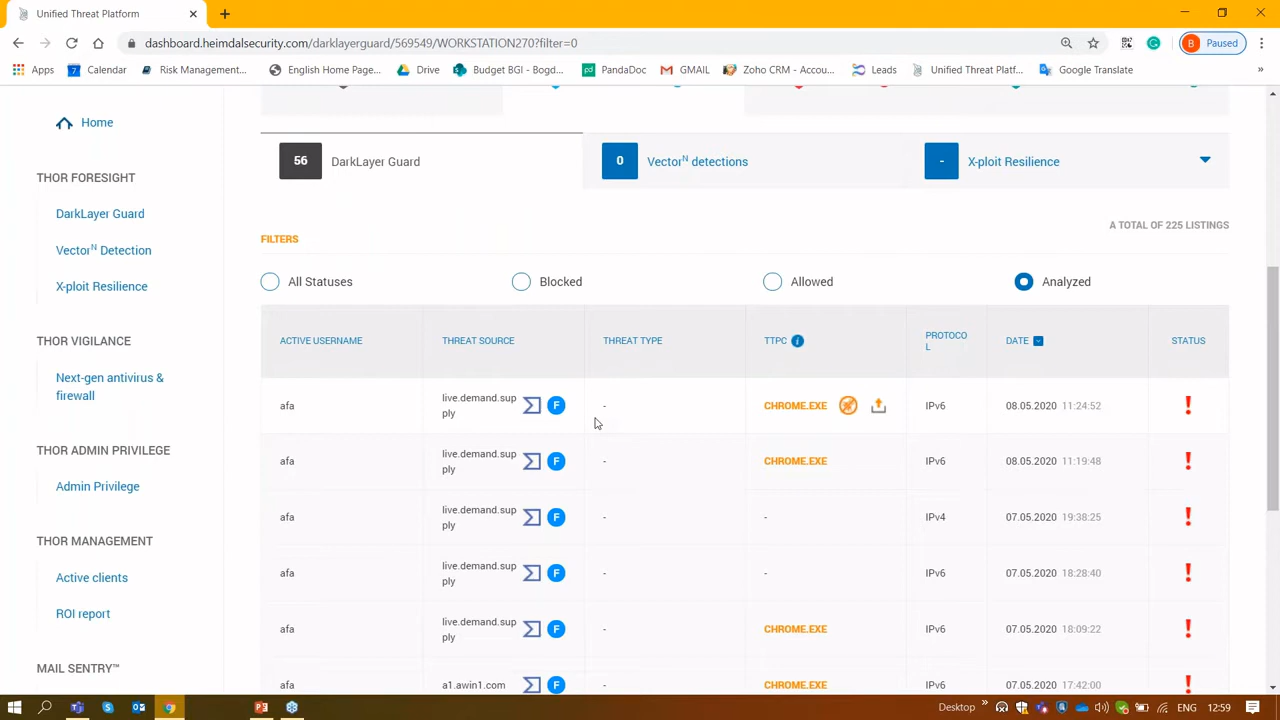 Unified Threat Platform
dashboard.heimdalsecurity.com/darklayerguard/569549/WORKSTATION270?filter=0
B Paused
Apps
7 Calendar
Risk Management...
English Home Page...
Drive
Budget BGI - Bogd...
PandaDoc
GMAIL
Zoho CRM - Accou...
Leads
Unified Threat Platf...
Google Translate
Home
THOR FORESIGHT
DarkLayer Guard
VectorN Detection
X-ploit Resilience
THOR VIGILANCE
Next-gen antivirus &
firewall
THOR ADMIN PRIVILEGE
Admin Privilege
THOR MANAGEMENT
Active clients
ROI report
MAIL SENTRY™
56 DarkLayer Guard
0 VectorN detections
- X-ploit Resilience
A TOTAL OF 225 LISTINGS
FILTERS
All Statuses
Blocked
Allowed
Analyzed
ACTIVE USERNAME
THREAT SOURCE
THREAT TYPE
TTPC i
PROTOCO
L
DATE
STATUS
afa
live.demand.sup
ply
F
-
CHROME.EXE
IPv6
08.05.2020 11:24:52
!
afa
live.demand.sup
ply
F
-
CHROME.EXE
IPv6
08.05.2020 11:19:48
!
afa
live.demand.sup
ply
F
-
-
IPv4
07.05.2020 19:38:25
!
afa
live.demand.sup
ply
F
-
-
IPv6
07.05.2020 18:28:40
!
afa
live.demand.sup
ply
F
-
CHROME.EXE
IPv6
07.05.2020 18:09:22
!
afa
a1.awin1.com
F
-
CHROME.EXE
IPv6
07.05.2020 17:42:00
!
Desktop
ENG
12:59